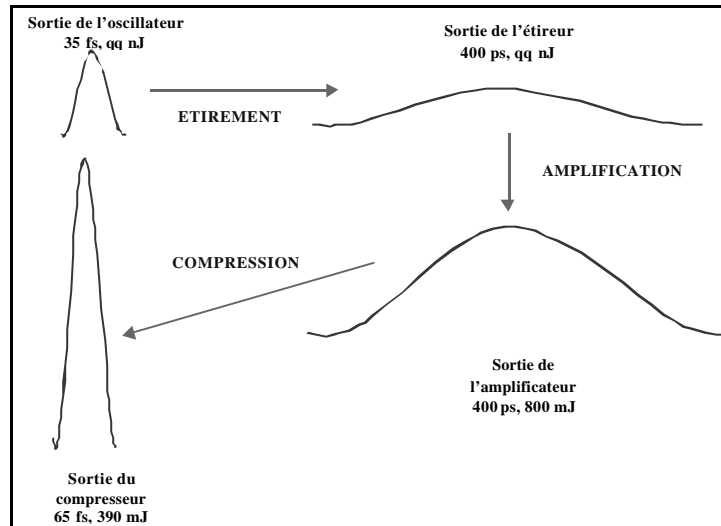 Sortie de l'oscillateur
35 fs, qq nJ
Sortie de l'étireur
400 ps, qq nJ
ETIREMENT
AMPLIFICATION
COMPRESSION
Sortie de
l'amplificateur
400 ps, 800 mJ
Sortie du
compresseur
65 fs, 390 mJ